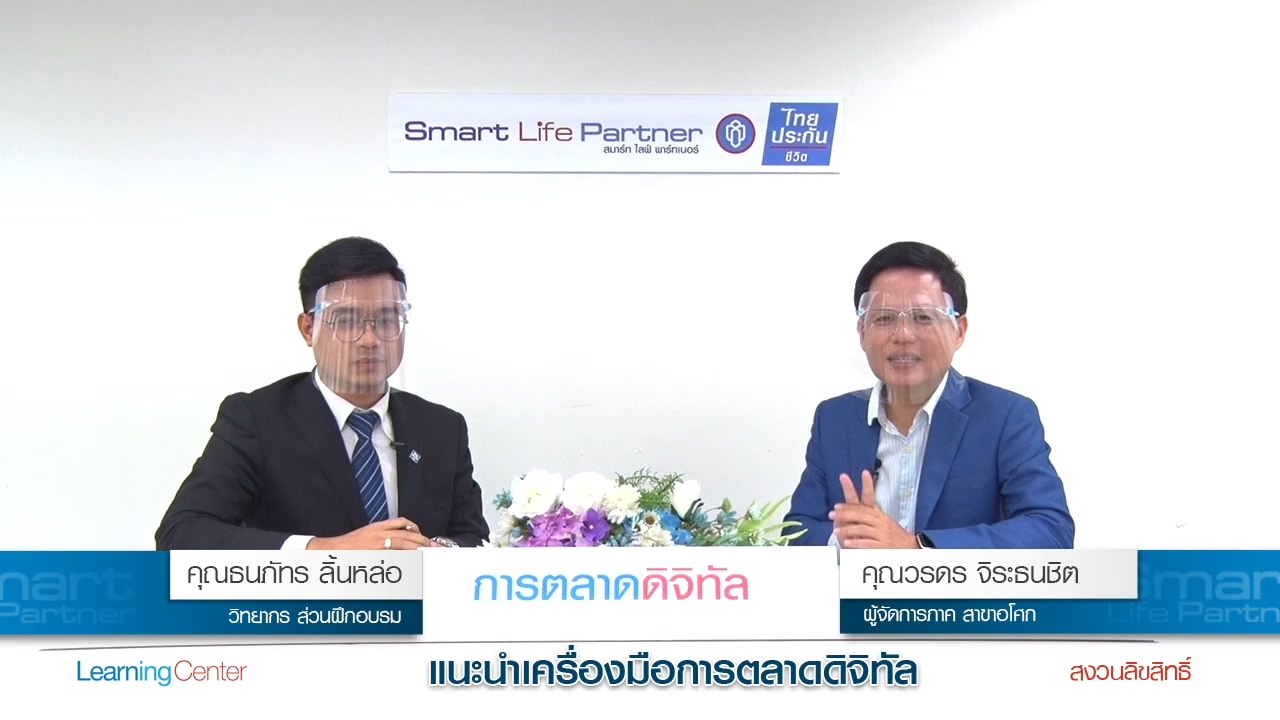 Smart Life Partner
สมาร์ท ไลฟ์ พาร์ทเนอร์
ไทย
ประกัน
ชีวิต
คุณธนภัทร ลิ้นหล่อ
วิทยากร ส่วนฝึกอบรม
การตลาดดิจิทัล
คุณวรดร จิระธนชิต
ผู้จัดการภาค สาขาอโศก
mart
Partner
Smar
Life Partn
Learning Center
แนะนำเครื่องมือการตลาดดิจิทัล
สงวนลิขสิทธิ์